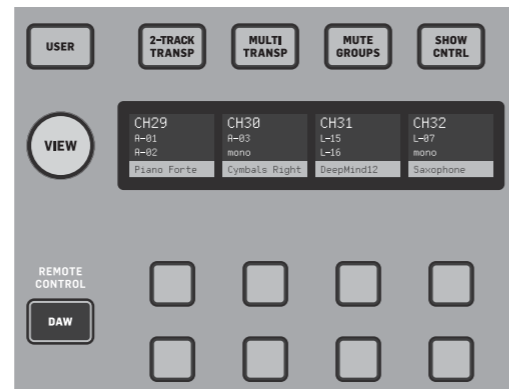 USER
2-TRACK
TRANSP
MULTI
TRANSP
MUTE
GROUPS
SHOW
CNTRL
VIEW
CH29
A-01
A-02
Piano Forte
CH30
A-03
mono
Cymbals Right
CH31
L-15
L-16
DeepMind12
CH32
L-07
mono
Saxophone
REMOTE
CONTROL
DAW